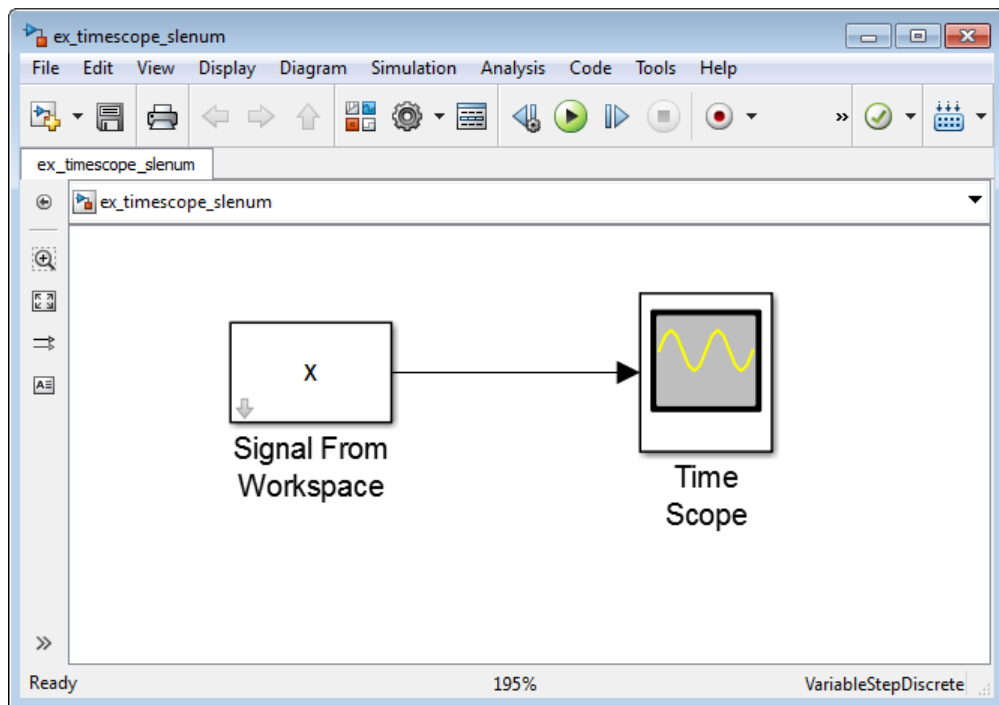 ex_timescope_slenum
File Edit View Display Diagram Simulation Analysis Code Tools Help
»
ex_timescope_slenum
ex_timescope_slenum
X
Signal From
Workspace
Time
Scope
»
Ready 195% VariableStepDiscrete